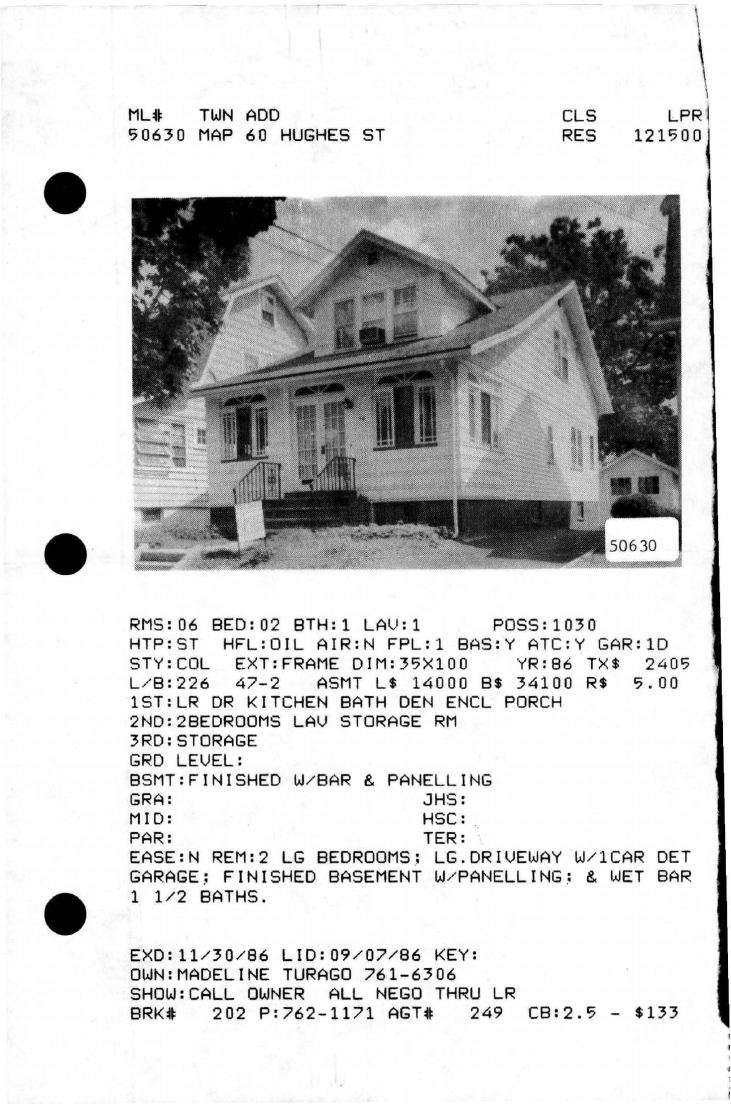 ML# TWN ADD CLS LPR
50630 MAP 60 HUGHES ST RES 121500
50630
RMS:06 BED:02 BTH:1 LAV:1 POSS:1030
HTP:ST HFL:OIL AIR:N FPL:1 BAS:Y ATC:Y GAR:1D
STY:COL EXT:FRAME DIM:35X100 YR:86 TX$ 2405
L/B:226 47-2 ASMT L$ 14000 B$ 34100 R$ 5.00
1ST:LR DR KITCHEN BATH DEN ENCL PORCH
2ND:2BEDROOMS LAV STORAGE RM
3RD:STORAGE
GRD LEVEL:
BSMT:FINISHED W/BAR & PANELLING
GRA: JHS:
MID: HSC:
PAR: TER:
EASE:N REM:2 LG BEDROOMS; LG.DRIVEWAY W/1CAR DET
GARAGE; FINISHED BASEMENT W/PANELLING; & WET BAR
1 1/2 BATHS.
EXD:11/30/86 LID:09/07/86 KEY:
OWN:MADELINE TURAGO 761-6306
SHOW:CALL OWNER ALL NEGO THRU LR
BRK# 202 P:762-1171 AGT# 249 CB:2.5 - $133